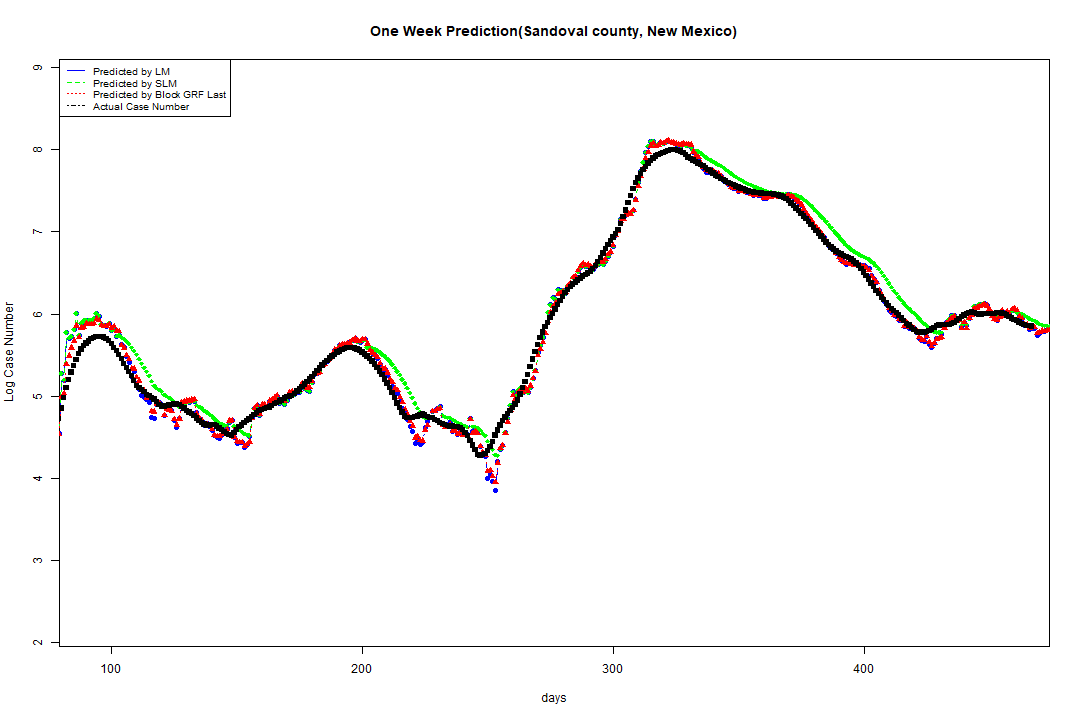 One Week Prediction(Sandoval county, New Mexico)
Predicted by LM
Predicted by SLM
Predicted by Block GRF Last
Actual Case Number
9
8
7
6
5
4
3
2
Log Case Number
100
200
300
400
days